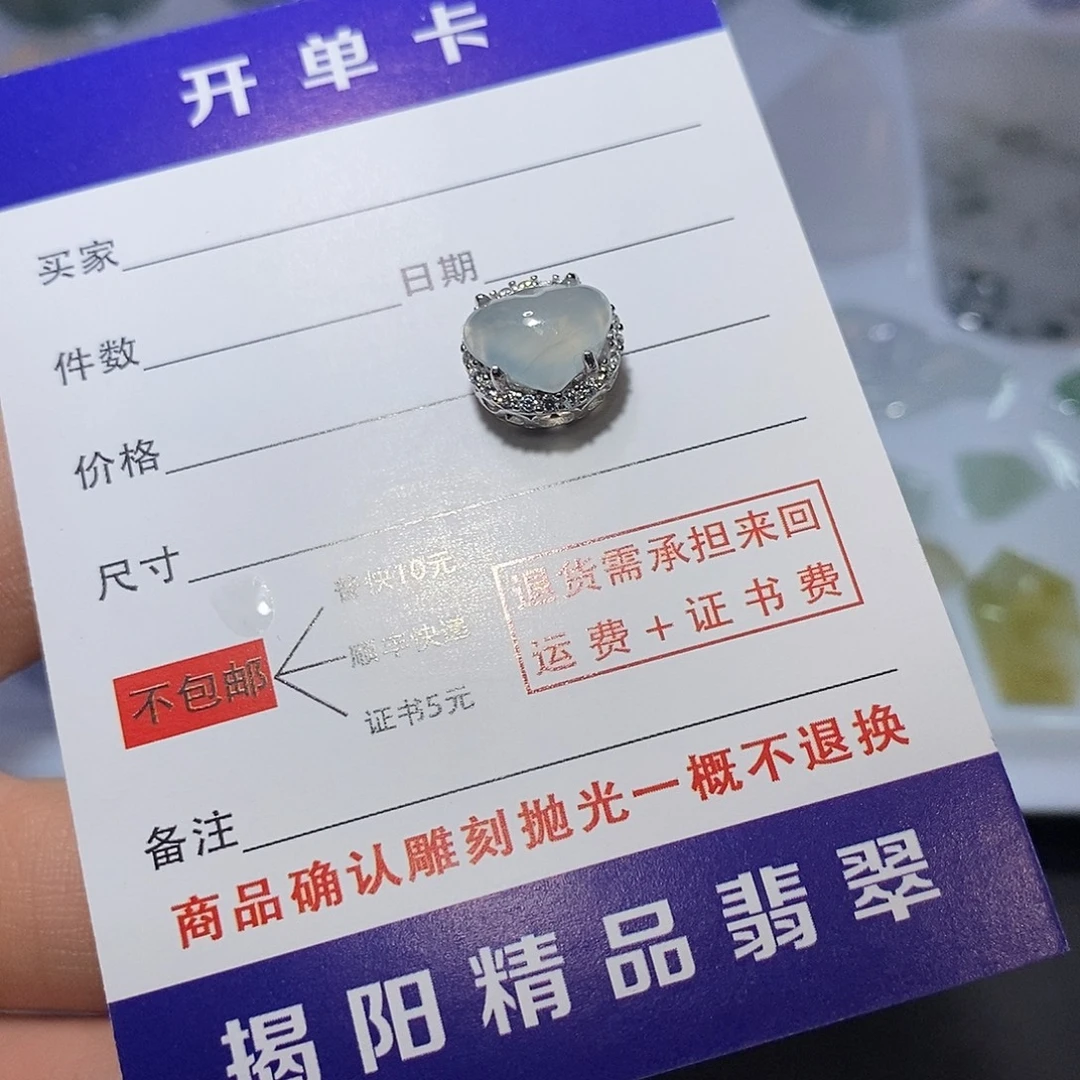 开单卡
买家
件数 日期
价格
尺寸
普快10元
不包邮 顺丰快递
证书5元
退货需承担来回
运费+证书费
备注
商品确认雕刻抛光一概不退换
揭阳精品翡翠